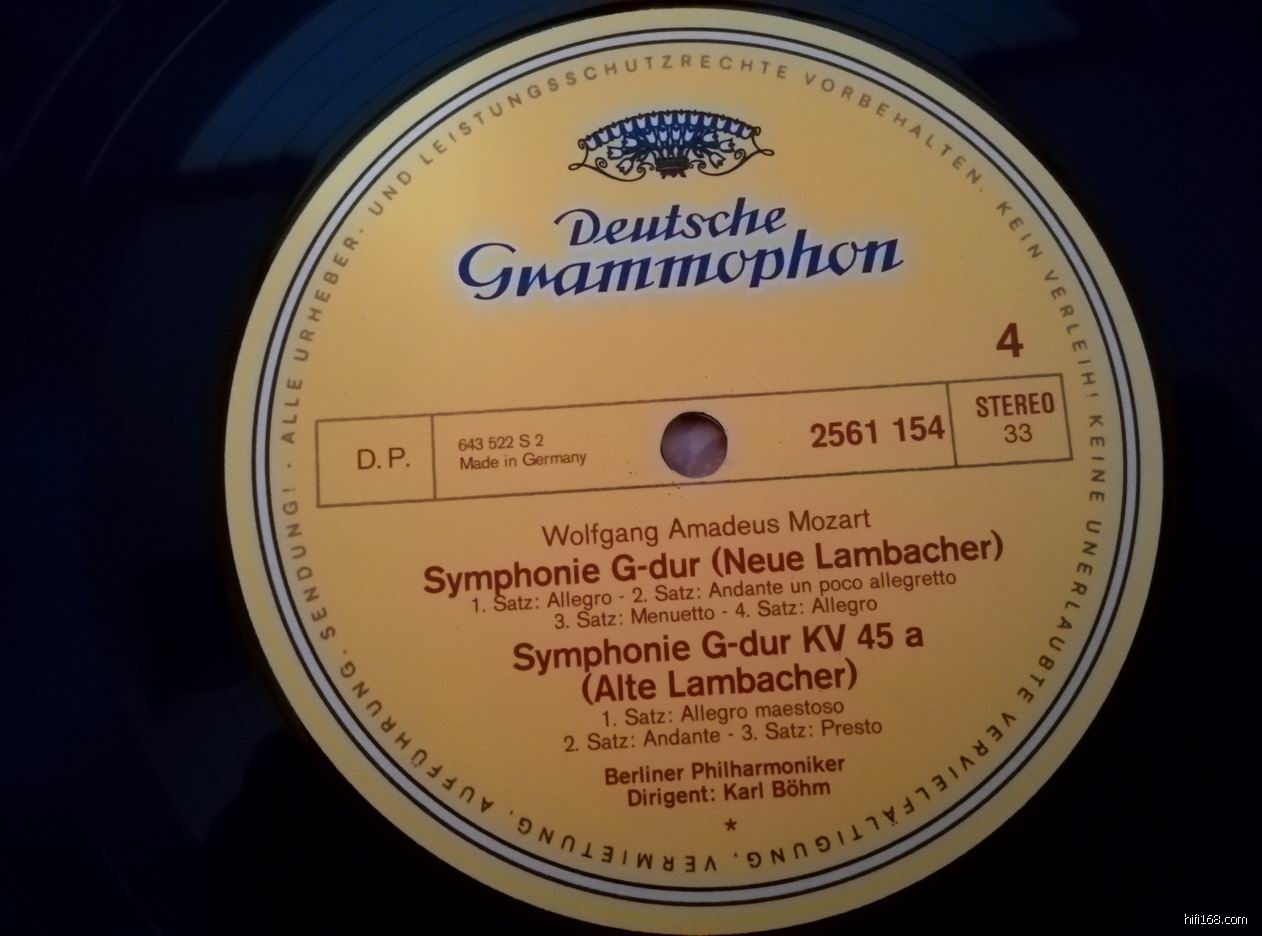 ALLE URHEBER- UND LEISTUNGSSCHUTZRECHTE VORBEHALTEN. KEIN VERLEIH! KEINE UNERLAUBTE VERVIELFÄLTIGUNG, VERMIETUNG, AUFFÜHRUNG, SENDUNG! ·
Deutsche
Grammophon
4
D.P.
643 522 S 2
Made in Germany
2561 154
STEREO
33
Wolfgang Amadeus Mozart
Symphonie G-dur (Neue Lambacher)
1. Satz: Allegro - 2. Satz: Andante un poco allegretto
3. Satz: Menuetto - 4. Satz: Allegro
Symphonie G-dur KV 45 a
(Alte Lambacher)
1. Satz: Allegro maestoso
2. Satz: Andante - 3. Satz: Presto
Berliner Philharmoniker
Dirigent: Karl Böhm
*
hifi168.com